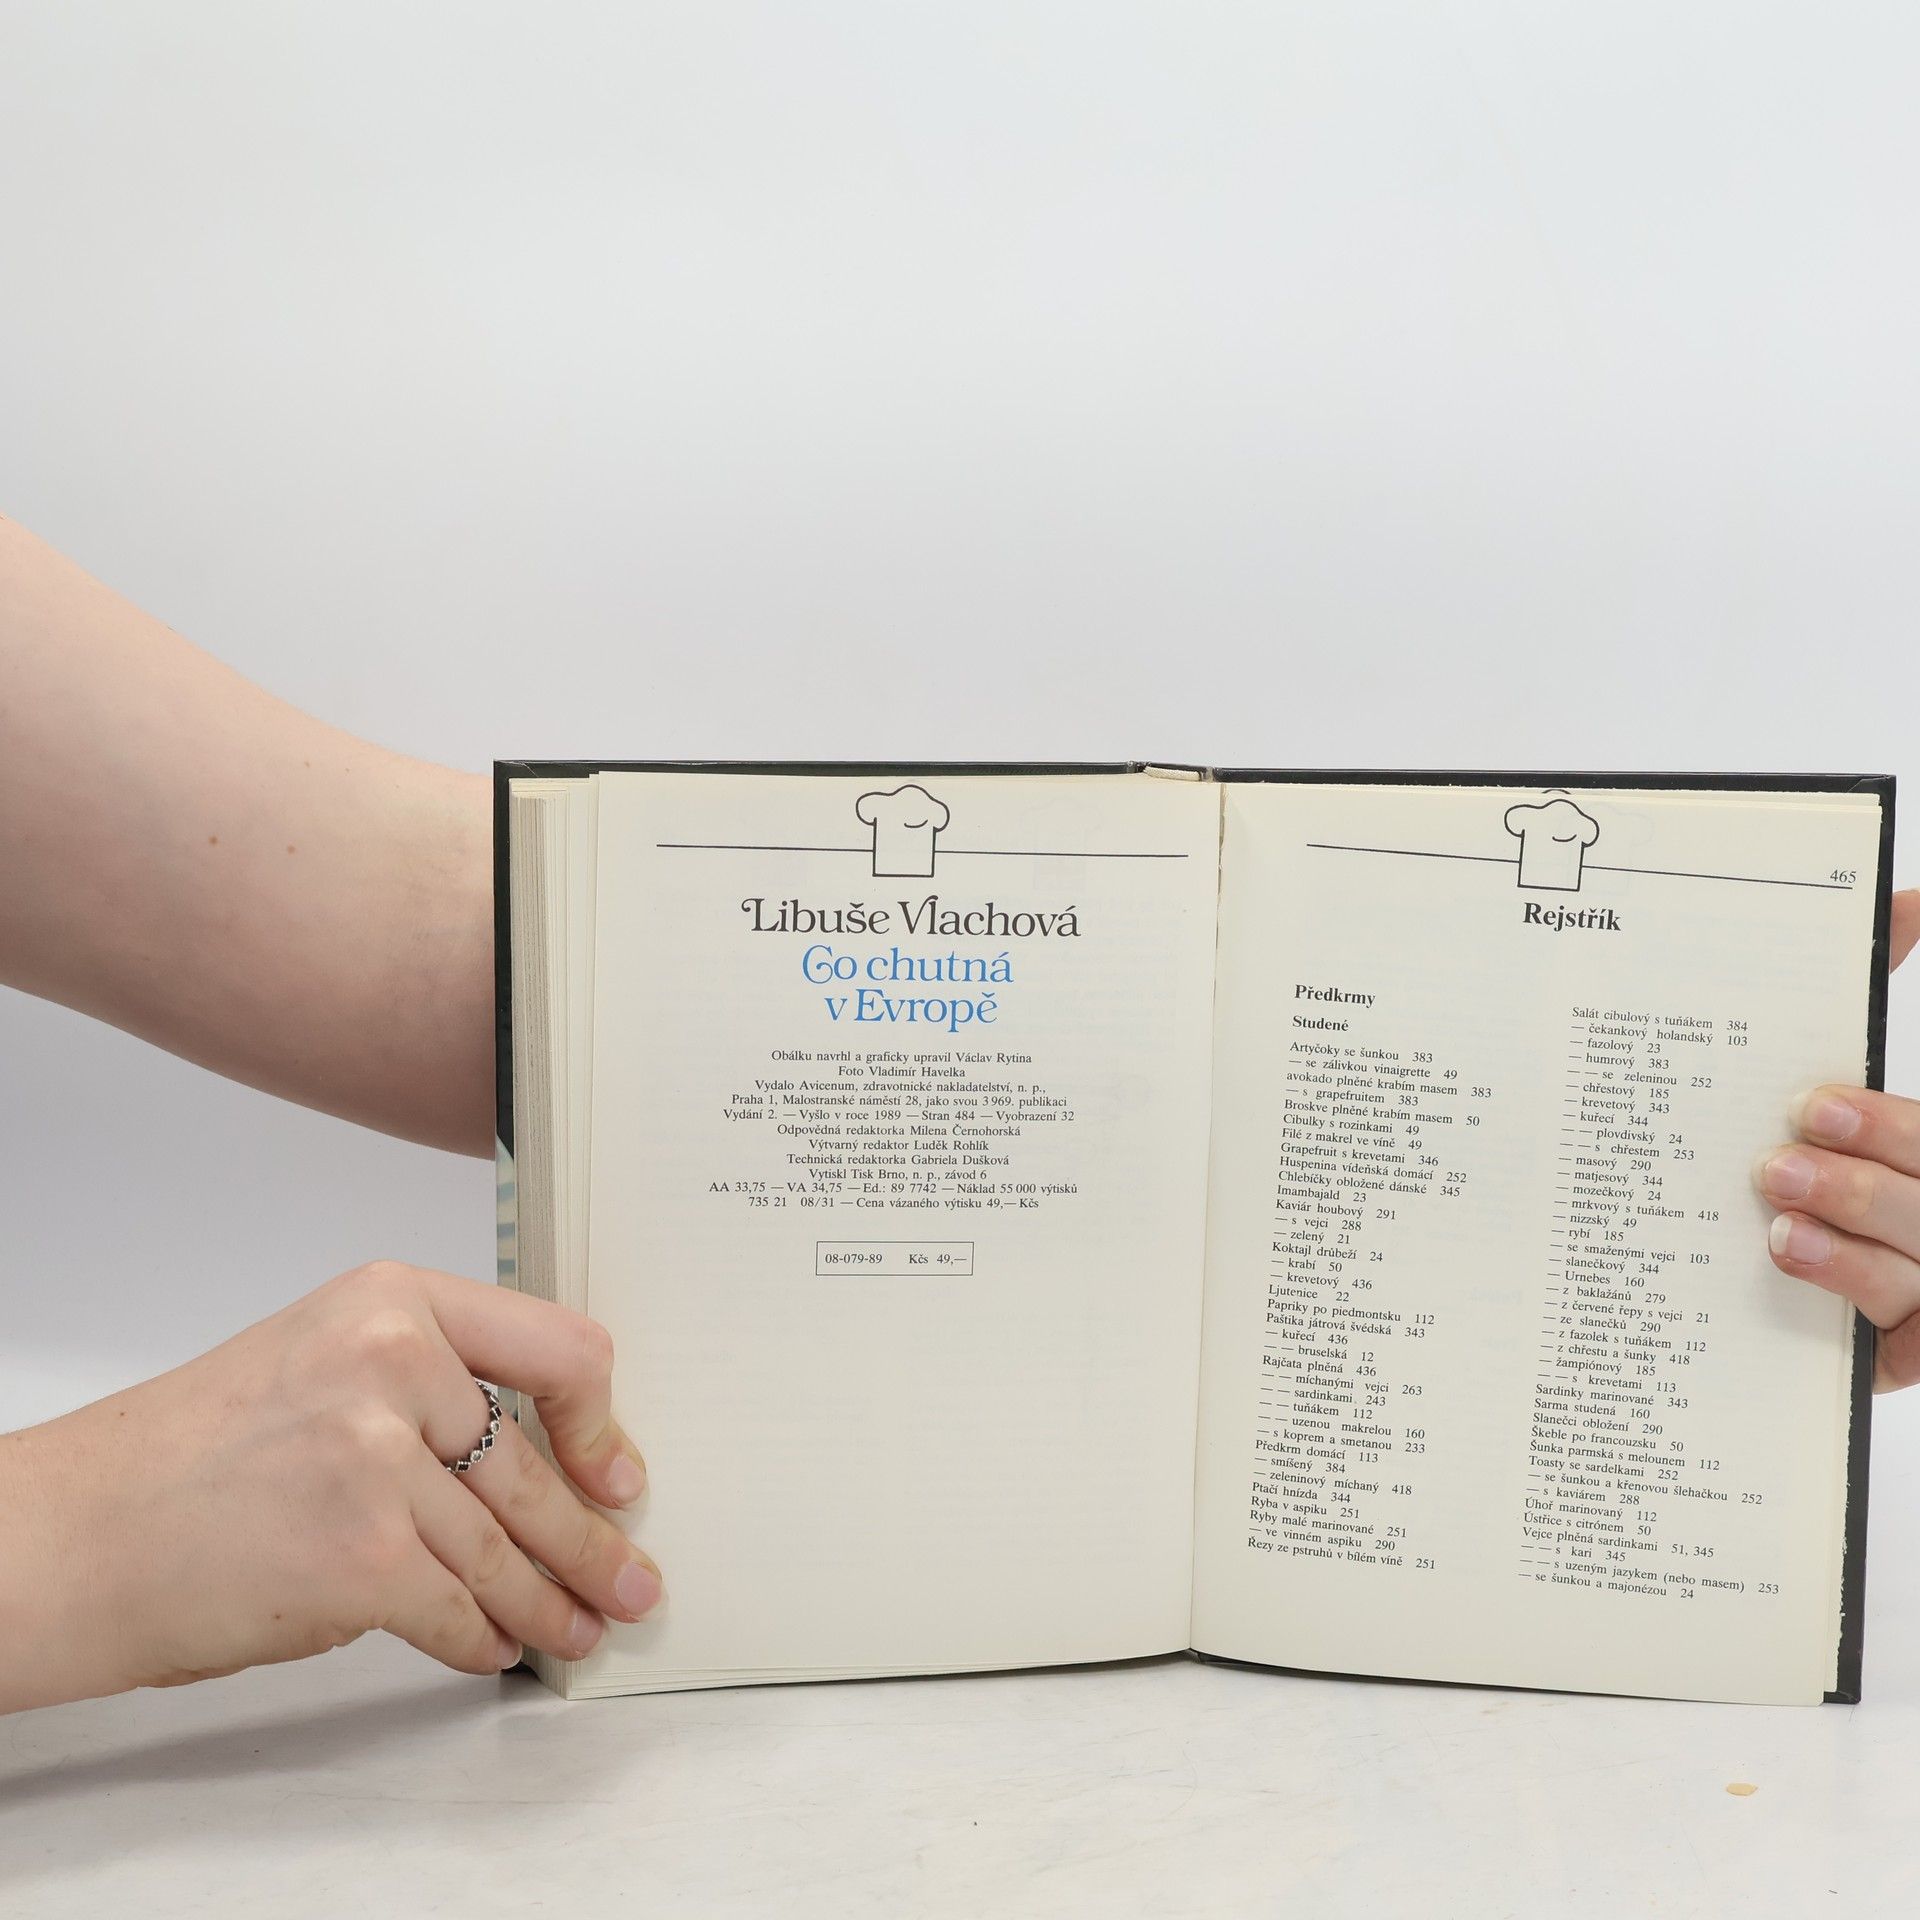 Libuše Vlachová
Co chutná
v Evropě
Obálku navrhl a graficky upravil Václav Rytina
Foto Vladimír Havelka
Vydalo Avicenum, zdravotnické nakladatelství, n. p.,
Praha 1, Malostranské náměstí 28, jako svou 3 969. publikaci
Vydání 2. — Vyšlo v roce 1989 — Stran 484 — Vyobrazení 32
Odpovědná redaktorka Milena Černohorská
Výtvarný redaktor Luděk Rohlík
Technická redaktorka Gabriela Dušková
Vytiskl Tisk Brno, n. p., závod 6
AA 33,75 — VA 34,75 — Ed.: 89 7742 — Náklad 55 000 výtisků
735 21 08/31 — Cena vázaného výtisku 49,— Kčs
08-079-89 Kčs 49,—
465
Rejstřík
Předkrmy
Studené
Artyčoky se šunkou 383
— se zálivkou vinaigrette 49
avokado plněné krabím masem 383
— s grapefruitem 383
Broskve plněné krabím masem 50
Cibulky s rozinkami 49
Filé z makrel ve víně 49
Grapefruit s krevetami 346
Huspenina vídeňská domácí 252
Chlebíčky obložené dánské 345
Imambajald 23
Kaviár houbový 291
— s vejci 288
— zelený 21
Koktajl drůbeží 24
— krabí 50
— krevetový 436
Ljutenice 22
Papriky po piedmontsku 112
Paštika játrová švédská 343
— kuřecí 436
— — bruselská 12
Rajčata plněná 436
— — míchanými vejci 263
— — sardinkami 243
— — tuňákem 112
— — uzenou makrelou 160
— s koprem a smetanou 233
Předkrm domácí 113
— smíšený 384
— zeleninový míchaný 418
Ptačí hnízda 344
Ryba v aspiku 251
Ryby malé marinované 251
— ve vinném aspiku 290
Řezy ze pstruhů v bílém víně 251
Salát cibulový s tuňákem 384
— čekankový holandský 103
— fazolový 23
— humrový 383
— — se zeleninou 252
— chřestový 185
— krevetový 343
— kuřecí 344
— — plovdivský 24
— — s chřestem 253
— masový 290
— matjesový 344
— mozečkový 24
— mrkvový s tuňákem 418
— nizzský 49
— rybí 185
— se smaženými vejci 103
— slanečkový 344
— Urnebes 160
— z baklažánů 279
— z červené řepy s vejci 21
— ze slanečků 290
— z fazolek s tuňákem 112
— z chřestu a šunky 418
— žampiónový 185
— — s krevetami 113
Sardinky marinované 343
Sarma studená 160
Slanečci obložení 290
Škeble po francouzsku 50
Šunka parmská s melounem 112
Toasty se sardelkami 252
— se šunkou a křenovou šlehačkou 252
— s kaviárem 288
Úhoř marinovaný 112
Ústřice s citrónem 50
Vejce plněná sardinkami 51, 345
— — s kari 345
— — s uzeným jazykem (nebo masem) 253
— se šunkou a majonézou 24